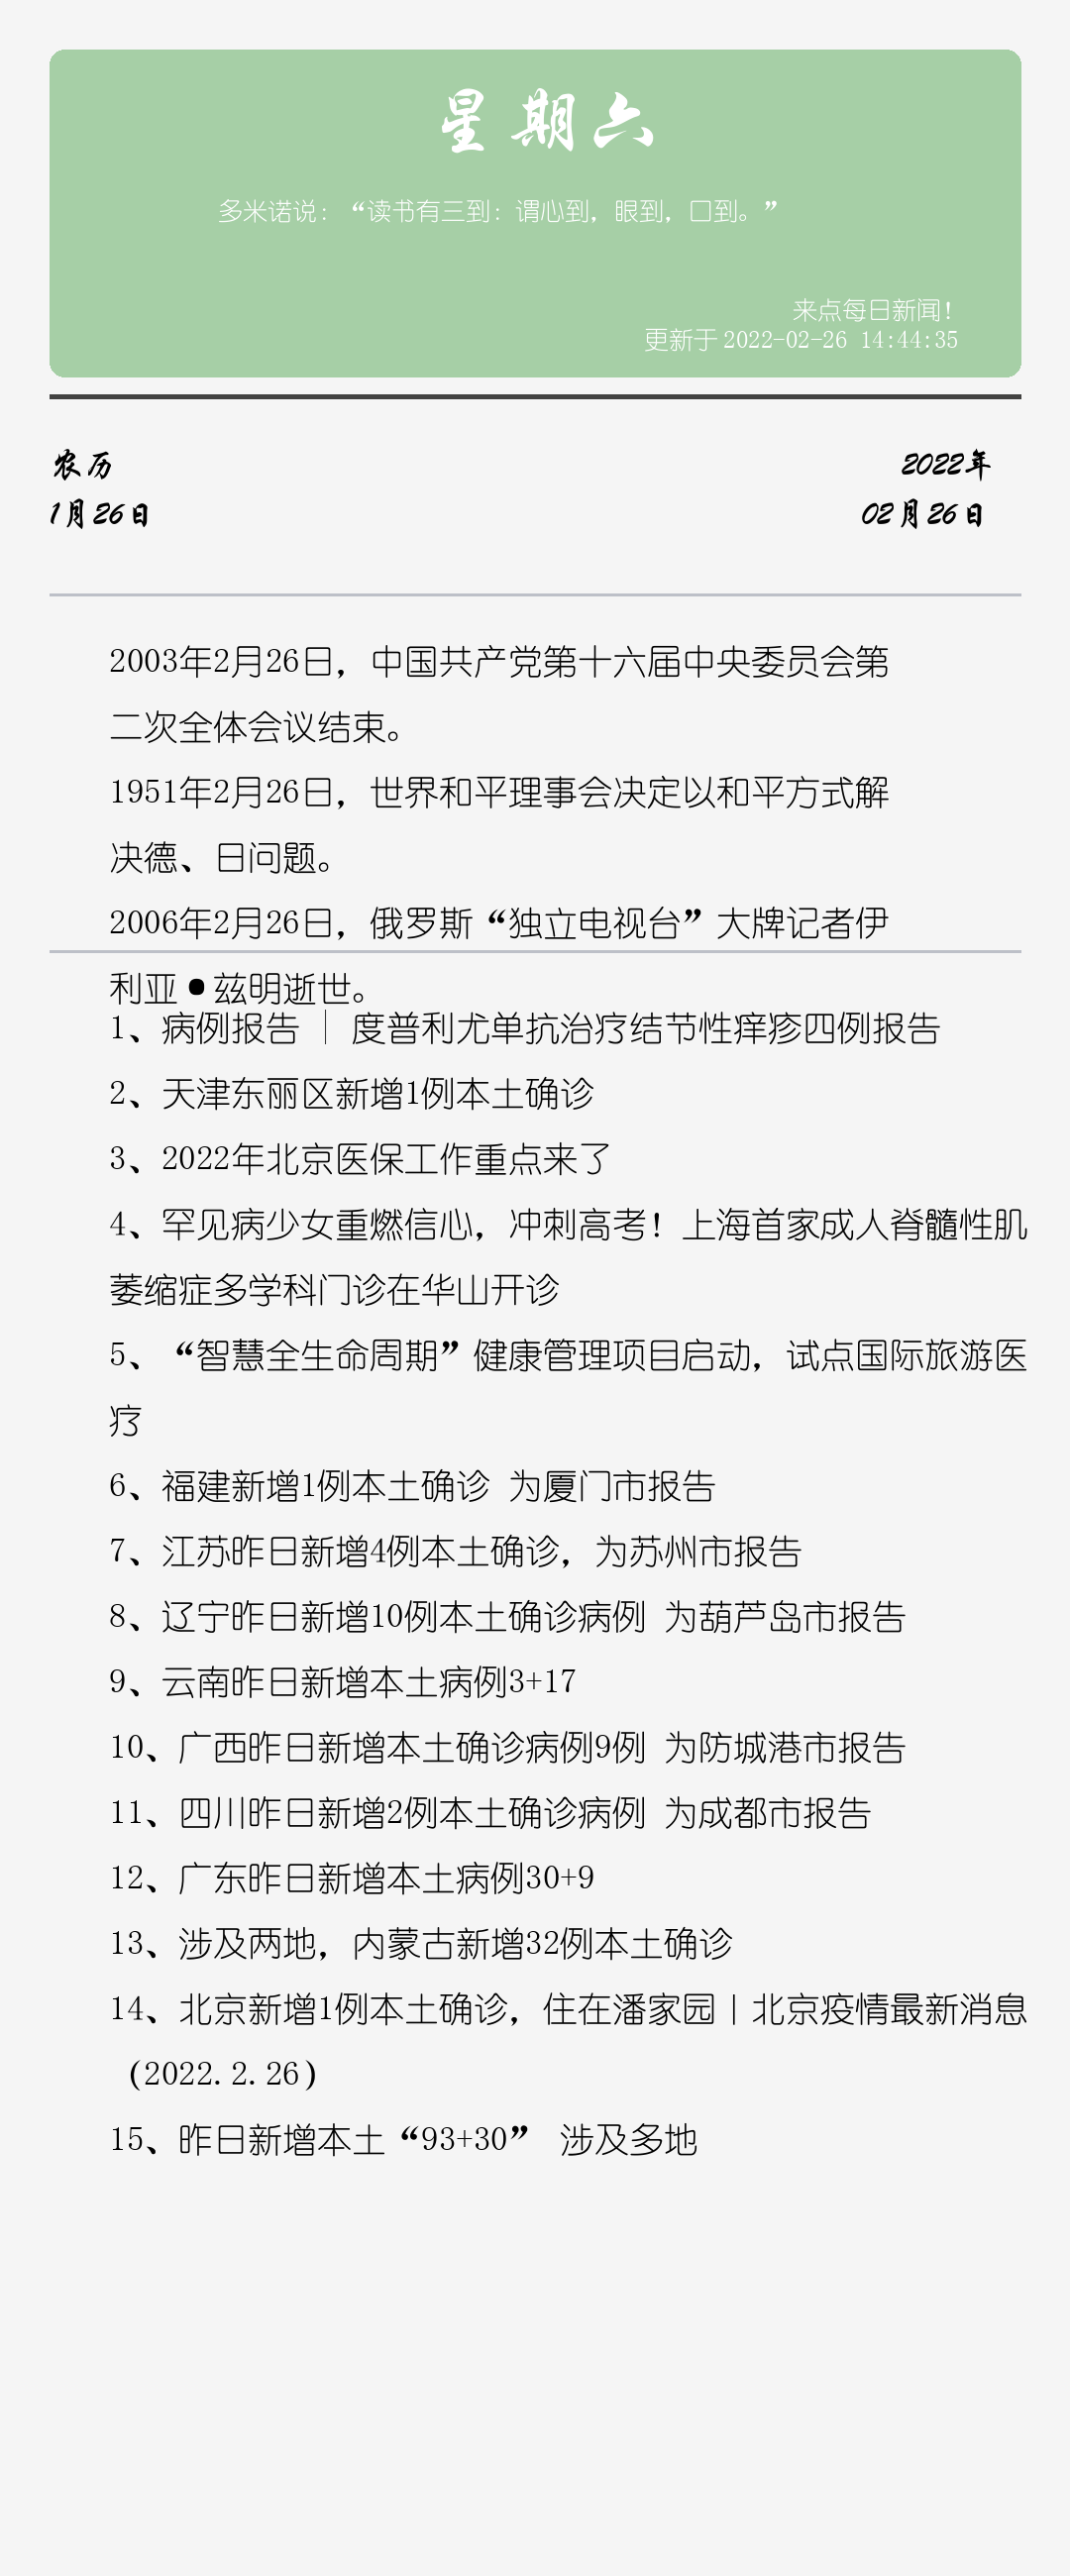 星期六
多米诺说：“读书有三到：谓心到，眼到，口到。”
来点每日新闻！
更新于2022-02-26 14:44:35
农历
2022年
1月26日
02月26日
2003年2月26日，中国共产党第十六届中央委员会第
二次全体会议结束。
1951年2月26日，世界和平理事会决定以和平方式解
决德、日问题。
2006年2月26日，俄罗斯“独立电视台”大牌记者伊
利亚•兹明逝世。
1、病例报告｜度普利尤单抗治疗结节性痒疹四例报告
2、天津东丽区新增1例本土确诊
3、2022年北京医保工作重点来了
4、罕见病少女重燃信心，冲刺高考！上海首家成人脊髓性肌
萎缩症多学科门诊在华山开诊
5、“智慧全生命周期”健康管理项目启动，试点国际旅游医
疗
6、福建新增1例本土确诊 为厦门市报告
7、江苏昨日新增4例本土确诊，为苏州市报告
8、辽宁昨日新增10例本土确诊病例 为葫芦岛市报告
9、云南昨日新增本土病例3+17
10、广西昨日新增本土确诊病例9例 为防城港市报告
11、四川昨日新增2例本土确诊病例 为成都市报告
12、广东昨日新增本土病例30+9
13、涉及两地，内蒙古新增32例本土确诊
14、北京新增1例本土确诊，住在潘家园丨北京疫情最新消息
（2022.2.26）
15、昨日新增本土“93+30” 涉及多地